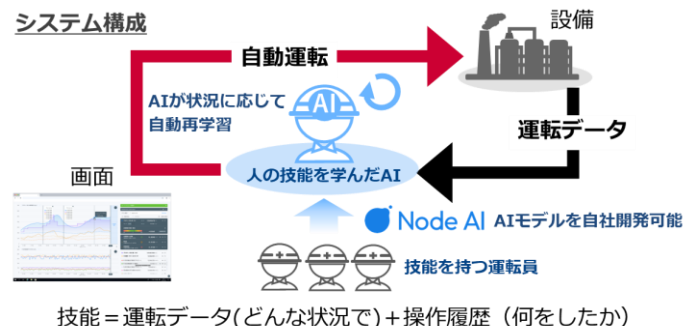 システム構成
設備
自動運転
AI
AIが状況に応じて
自動再学習
運転データ
人の技能を学んだAI
画面
Node AI AIモデルを自社開発可能
技能を持つ運転員
技能＝運転データ(どんな状況で)＋操作履歴（何をしたか）